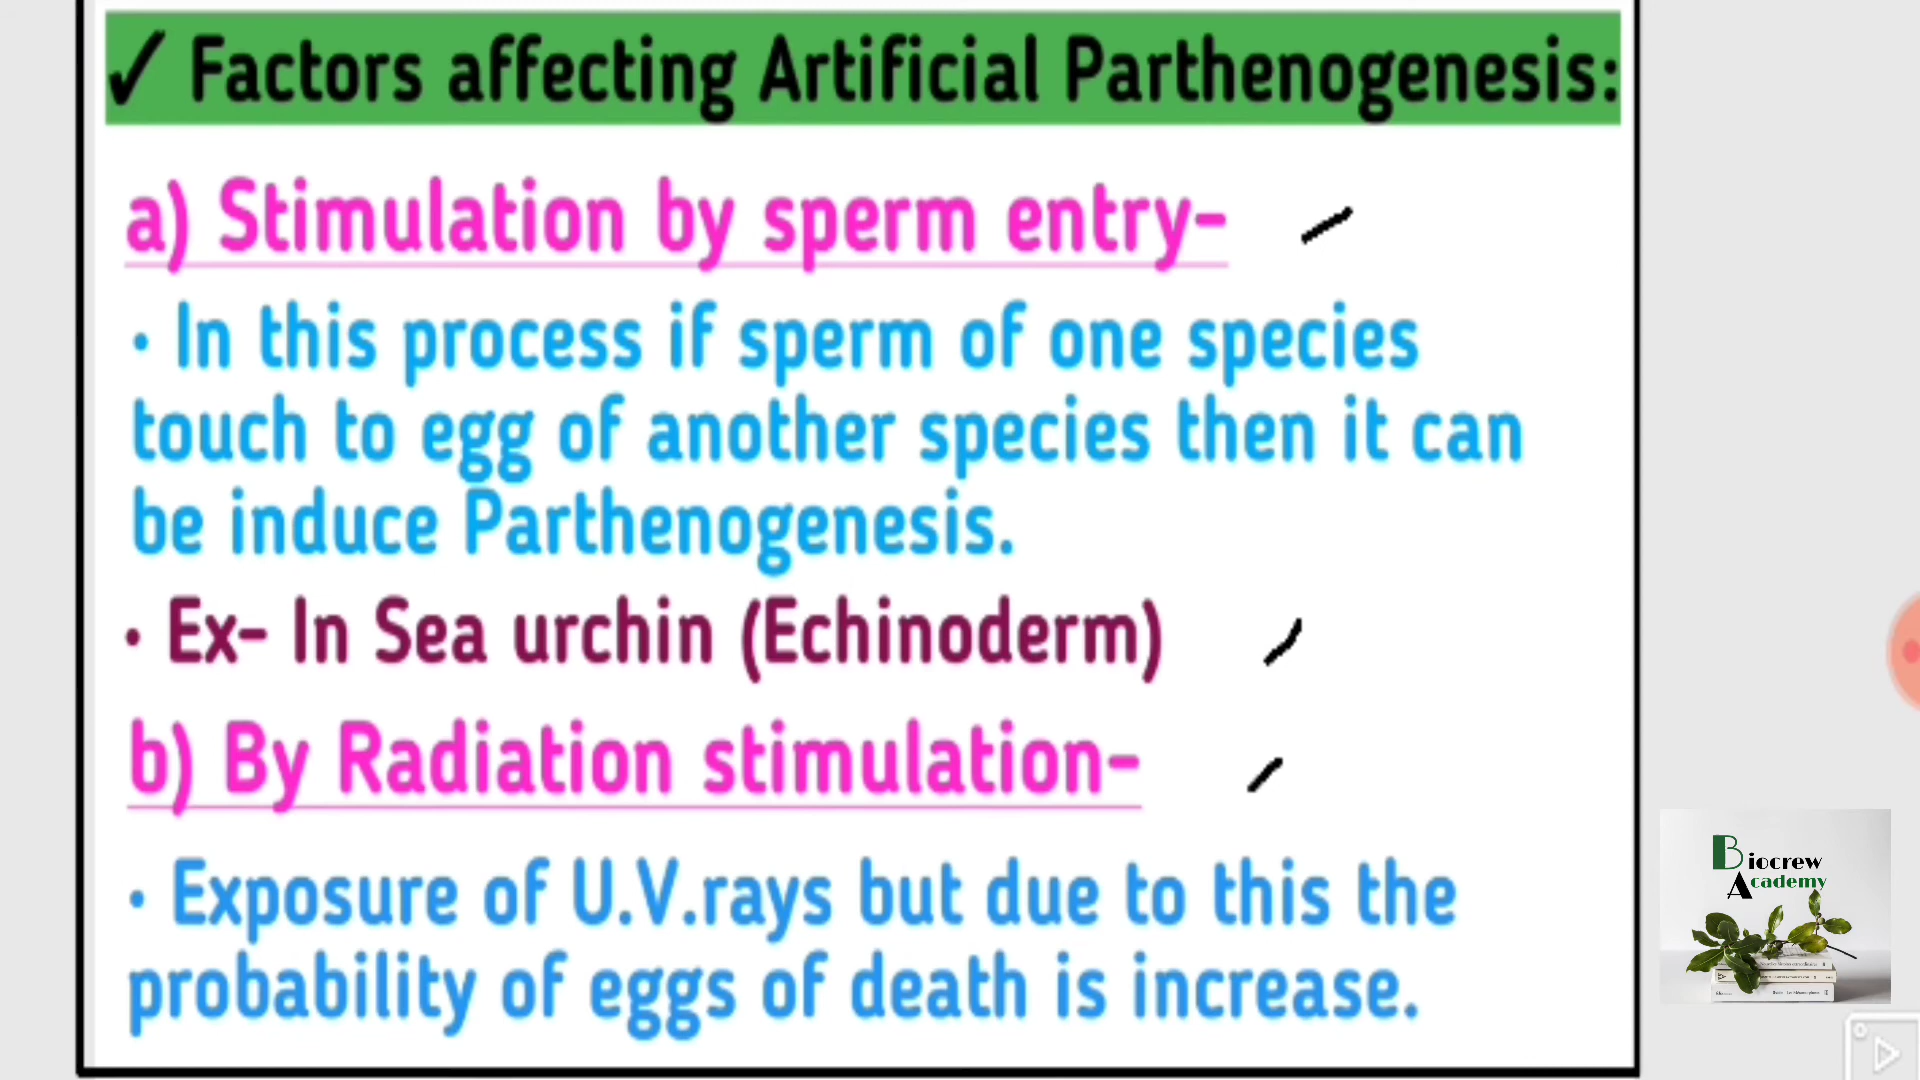 ✓ Factors affecting Artificial Parthenogenesis:
a) Stimulation by sperm entry-
• In this process if sperm of one species
touch to egg of another species then it can
be induce Parthenogenesis.
• Ex- In Sea urchin (Echinoderm)
b) By Radiation stimulation-
• Exposure of U.V.rays but due to this the
probability of eggs of death is increase.
Biocrew
Academy